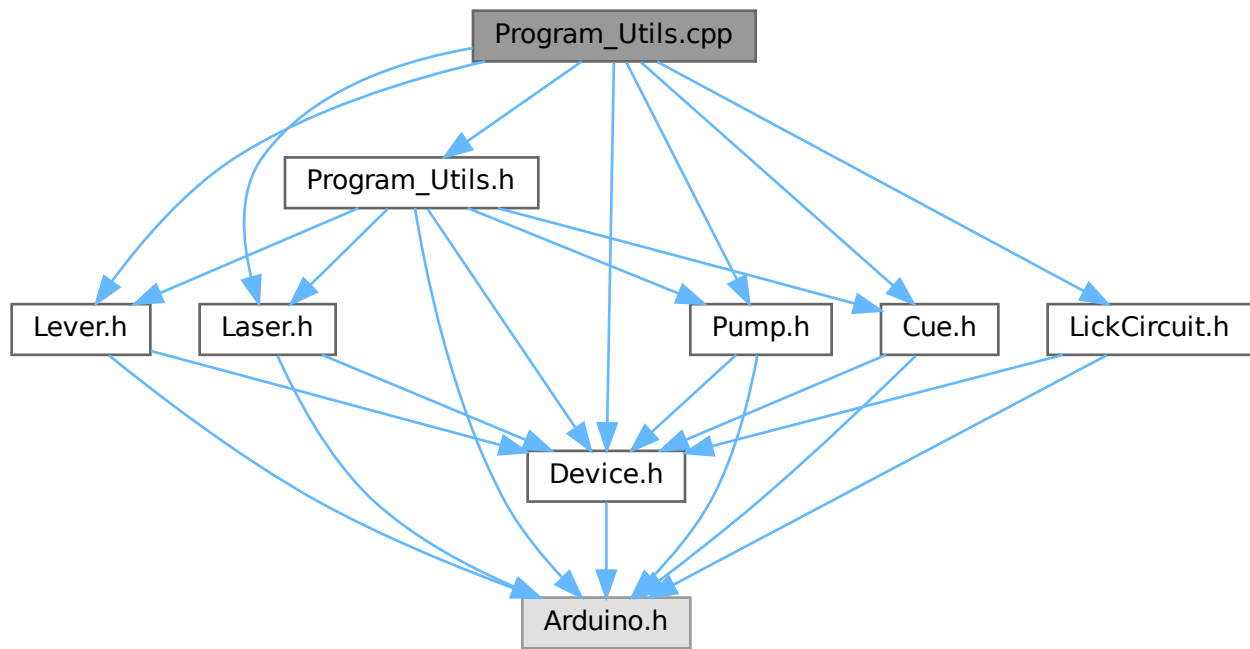 Program_Utils.cpp
Program_Utils.h
Lever.h
Laser.h
Pump.h
Cue.h
LickCircuit.h
Device.h
Arduino.h